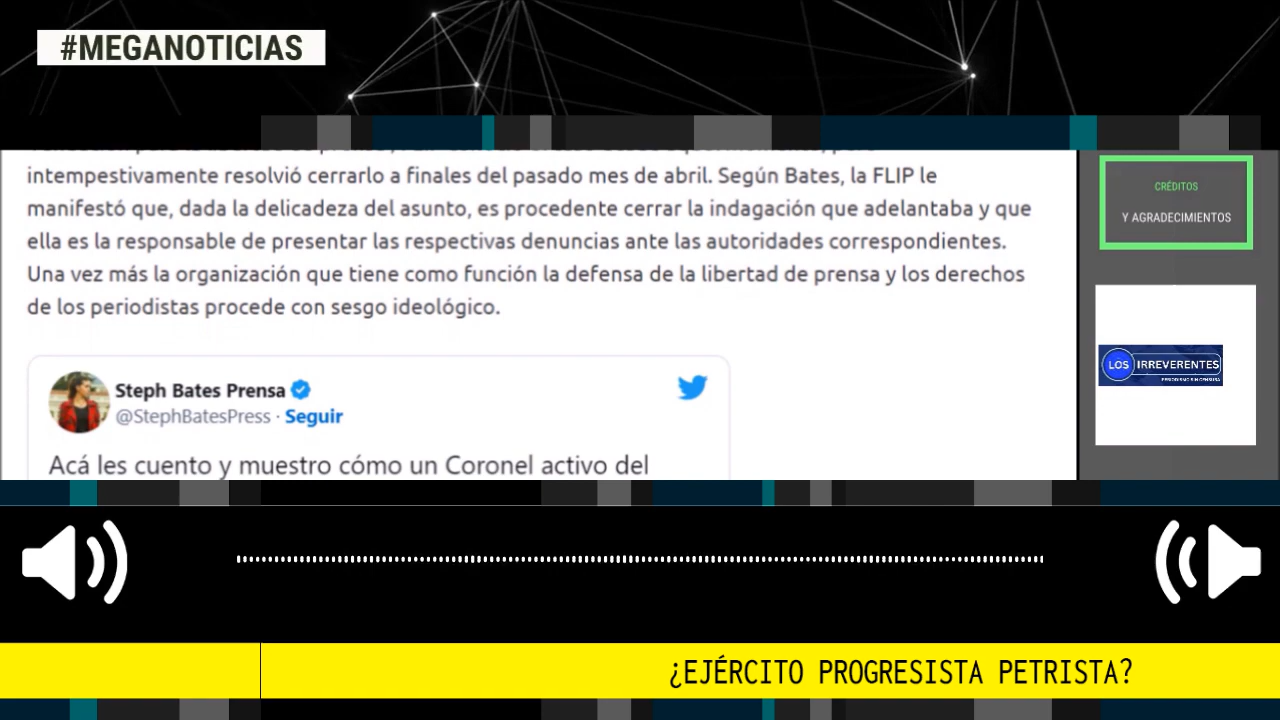 #MEGANOTICIAS
intempestivamente resolvió cerrarlo a finales del pasado mes de abril. Según Bates, la FLIP le
manifestó que, dada la delicadeza del asunto, es procedente cerrar la indagación que adelantaba y que
ella es la responsable de presentar las respectivas denuncias ante las autoridades correspondientes.
Una vez más la organización que tiene como función la defensa de la libertad de prensa y los derechos
de los periodistas procede con sesgo ideológico.
Steph Bates Prensa
@StephBatesPress · Seguir
Acá les cuento y muestro cómo un Coronel activo del
CRÉDITOS
Y AGRADECIMIENTOS
LOS IRREVERENTES
PERIODISMO SIN CENSURA
¿EJÉRCITO PROGRESISTA PETRISTA?